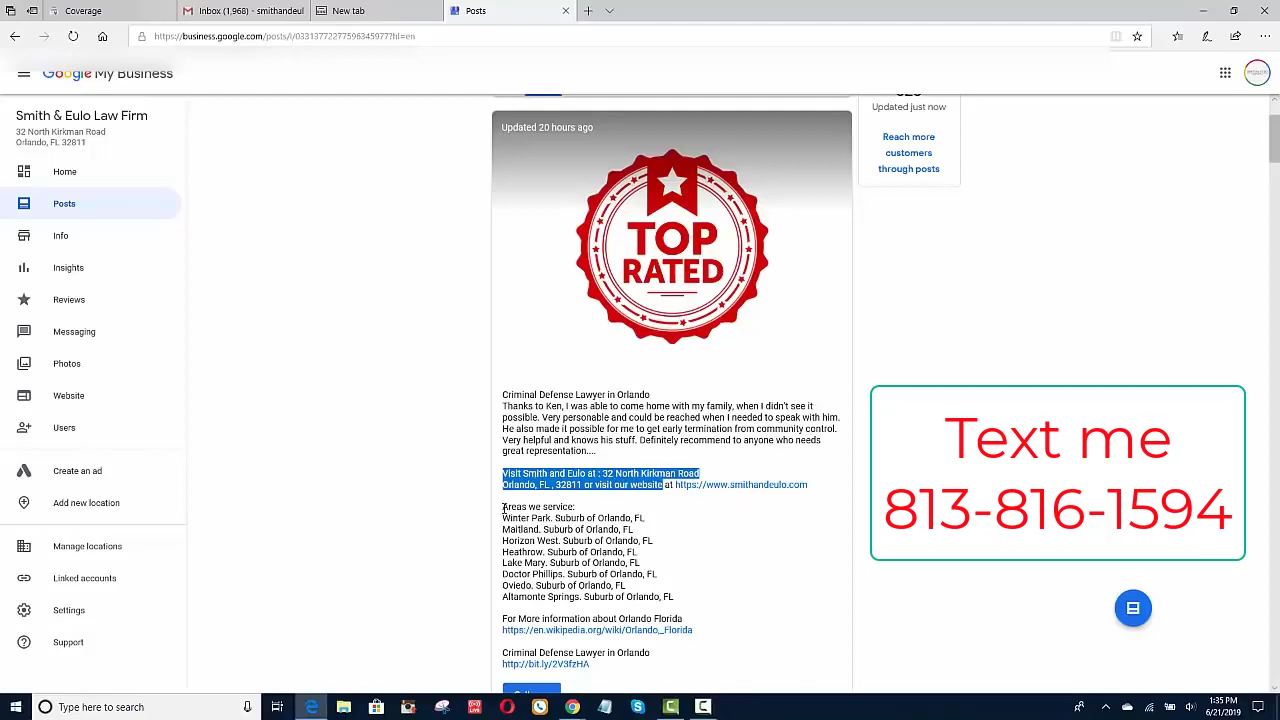 Coverage
Inbox (1,968) - smithandeul
New tab
Posts
https://business.google.com/posts/l/03313772277596345977?hl=en
Google My Business
Smith & Eulo Law Firm
32 North Kirkman Road
Orlando, FL 32811
Home
Posts
Info
Insights
Reviews
Messaging
Photos
Website
Users
Create an ad
Add new location
Manage locations
Linked accounts
Settings
Support
Updated 20 hours ago
TOP
RATED
Criminal Defense Lawyer in Orlando
Thanks to Ken, I was able to come home with my family, when I didn't see it
possible. Very personable and could be reached when I needed to speak with him.
He also made it possible for me to get early termination from community control.
Very helpful and knows his stuff. Definitely recommend to anyone who needs
great representation....
Visit Smith and Eulo at : 32 North Kirkman Road
Orlando, FL , 32811 or visit our website at https://www.smithandeulo.com
Areas we service:
Winter Park. Suburb of Orlando, FL
Maitland. Suburb of Orlando, FL
Horizon West. Suburb of Orlando, FL
Heathrow. Suburb of Orlando, FL
Lake Mary. Suburb of Orlando, FL
Doctor Phillips. Suburb of Orlando, FL
Oviedo. Suburb of Orlando, FL
Altamonte Springs. Suburb of Orlando, FL
For More information about Orlando Florida
https://en.wikipedia.org/wiki/Orlando,_Florida
Criminal Defense Lawyer in Orlando
http://bit.ly/2V3fzHA
Updated just now
Reach more
customers
through posts
Text me
813-816-1594
Type here to search
1:35 PM
6/21/2019